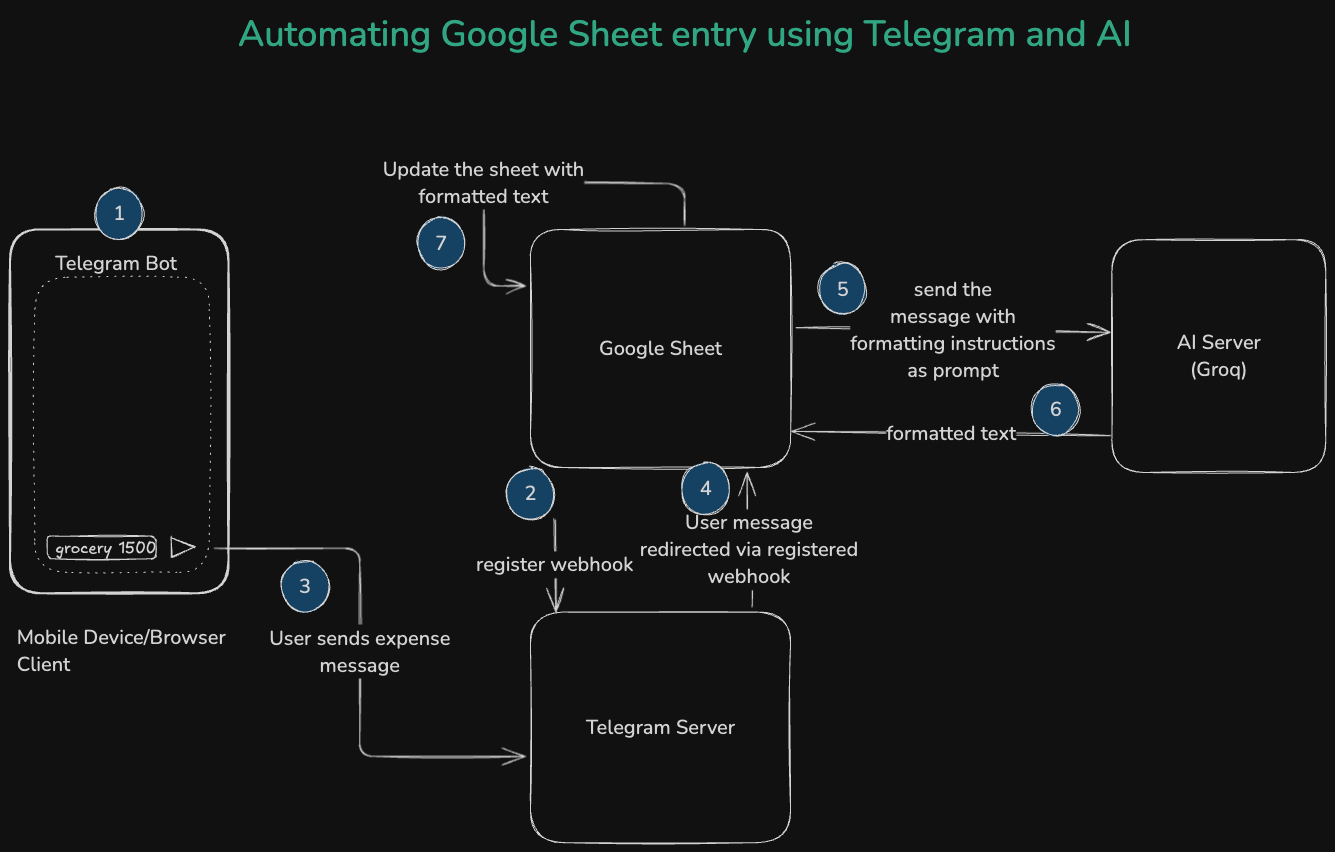 Automating Google Sheet entry using Telegram and AI
1
Telegram Bot
grocery 1500
Mobile Device/Browser
Client
2
register webhook
3
User sends expense
message
Telegram Server
4
User message
redirected via registered
webhook
Google Sheet
5
send the
message with
formatting instructions
as prompt
AI Server
(Groq)
6
formatted text
7
Update the sheet with
formatted text